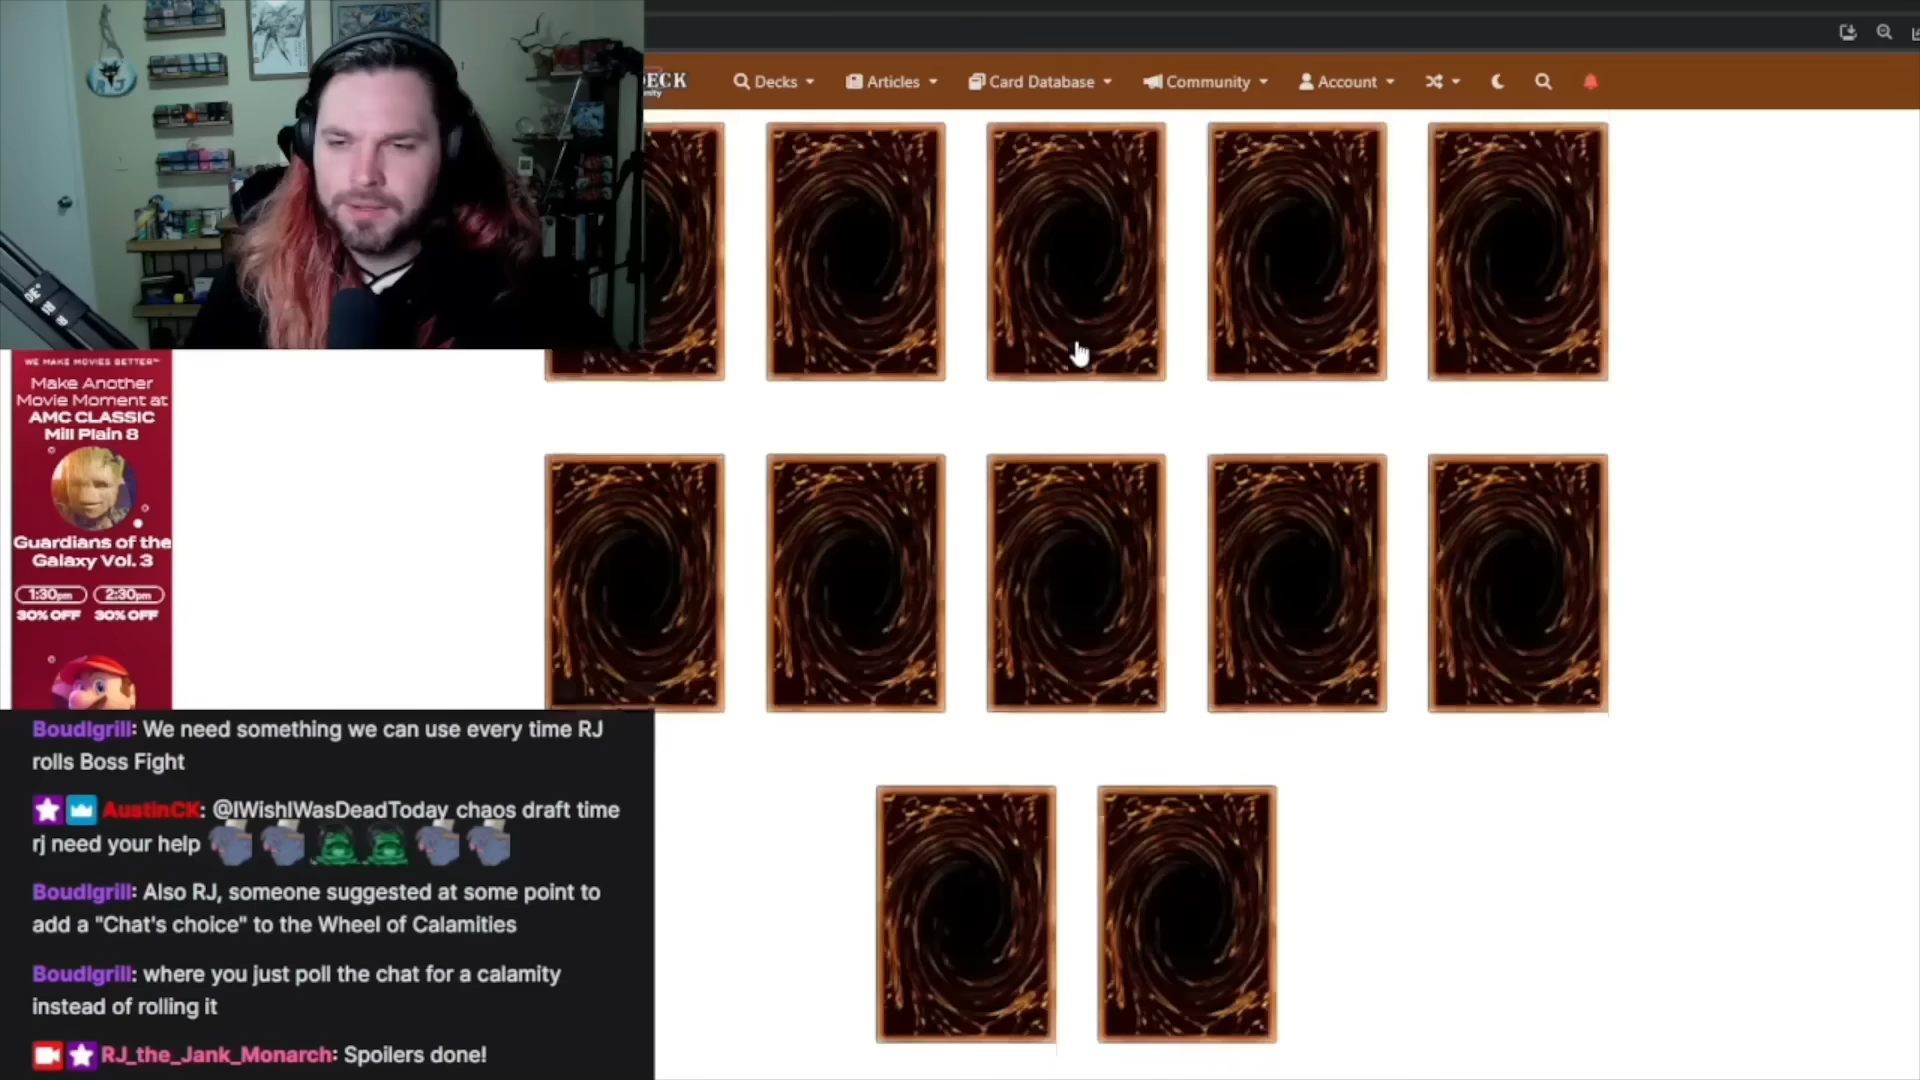 ECK
Decks
Articles
Card Database
Community
Account
WE MAKE MOVIES BETTER™
Make Another
Movie Moment at
AMC CLASSIC
Mill Plain 8
Guardians of the
Galaxy Vol. 3
1:30pm 2:30pm
30% OFF 30% OFF
Boudlgrill: We need something we can use every time RJ
rolls Boss Fight
AustinCK: @IWishIWasDeadToday chaos draft time
rj need your help
Boudlgrill: Also RJ, someone suggested at some point to
add a "Chat's choice" to the Wheel of Calamities
Boudlgrill: where you just poll the chat for a calamity
instead of rolling it
RJ_the_Jank_Monarch: Spoilers done!